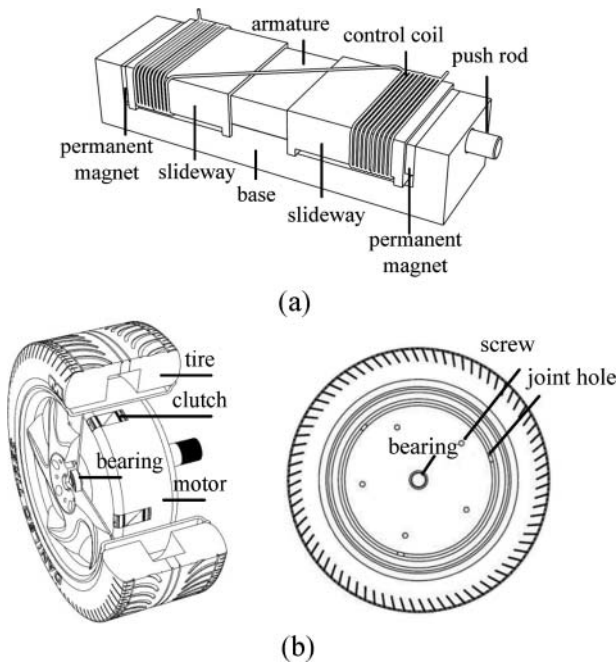 armature
control coil
push rod
permanent
magnet
slideway
base
slideway
permanent
magnet
(a)
tire
clutch
bearing
motor
screw
joint hole
bearing
(b)